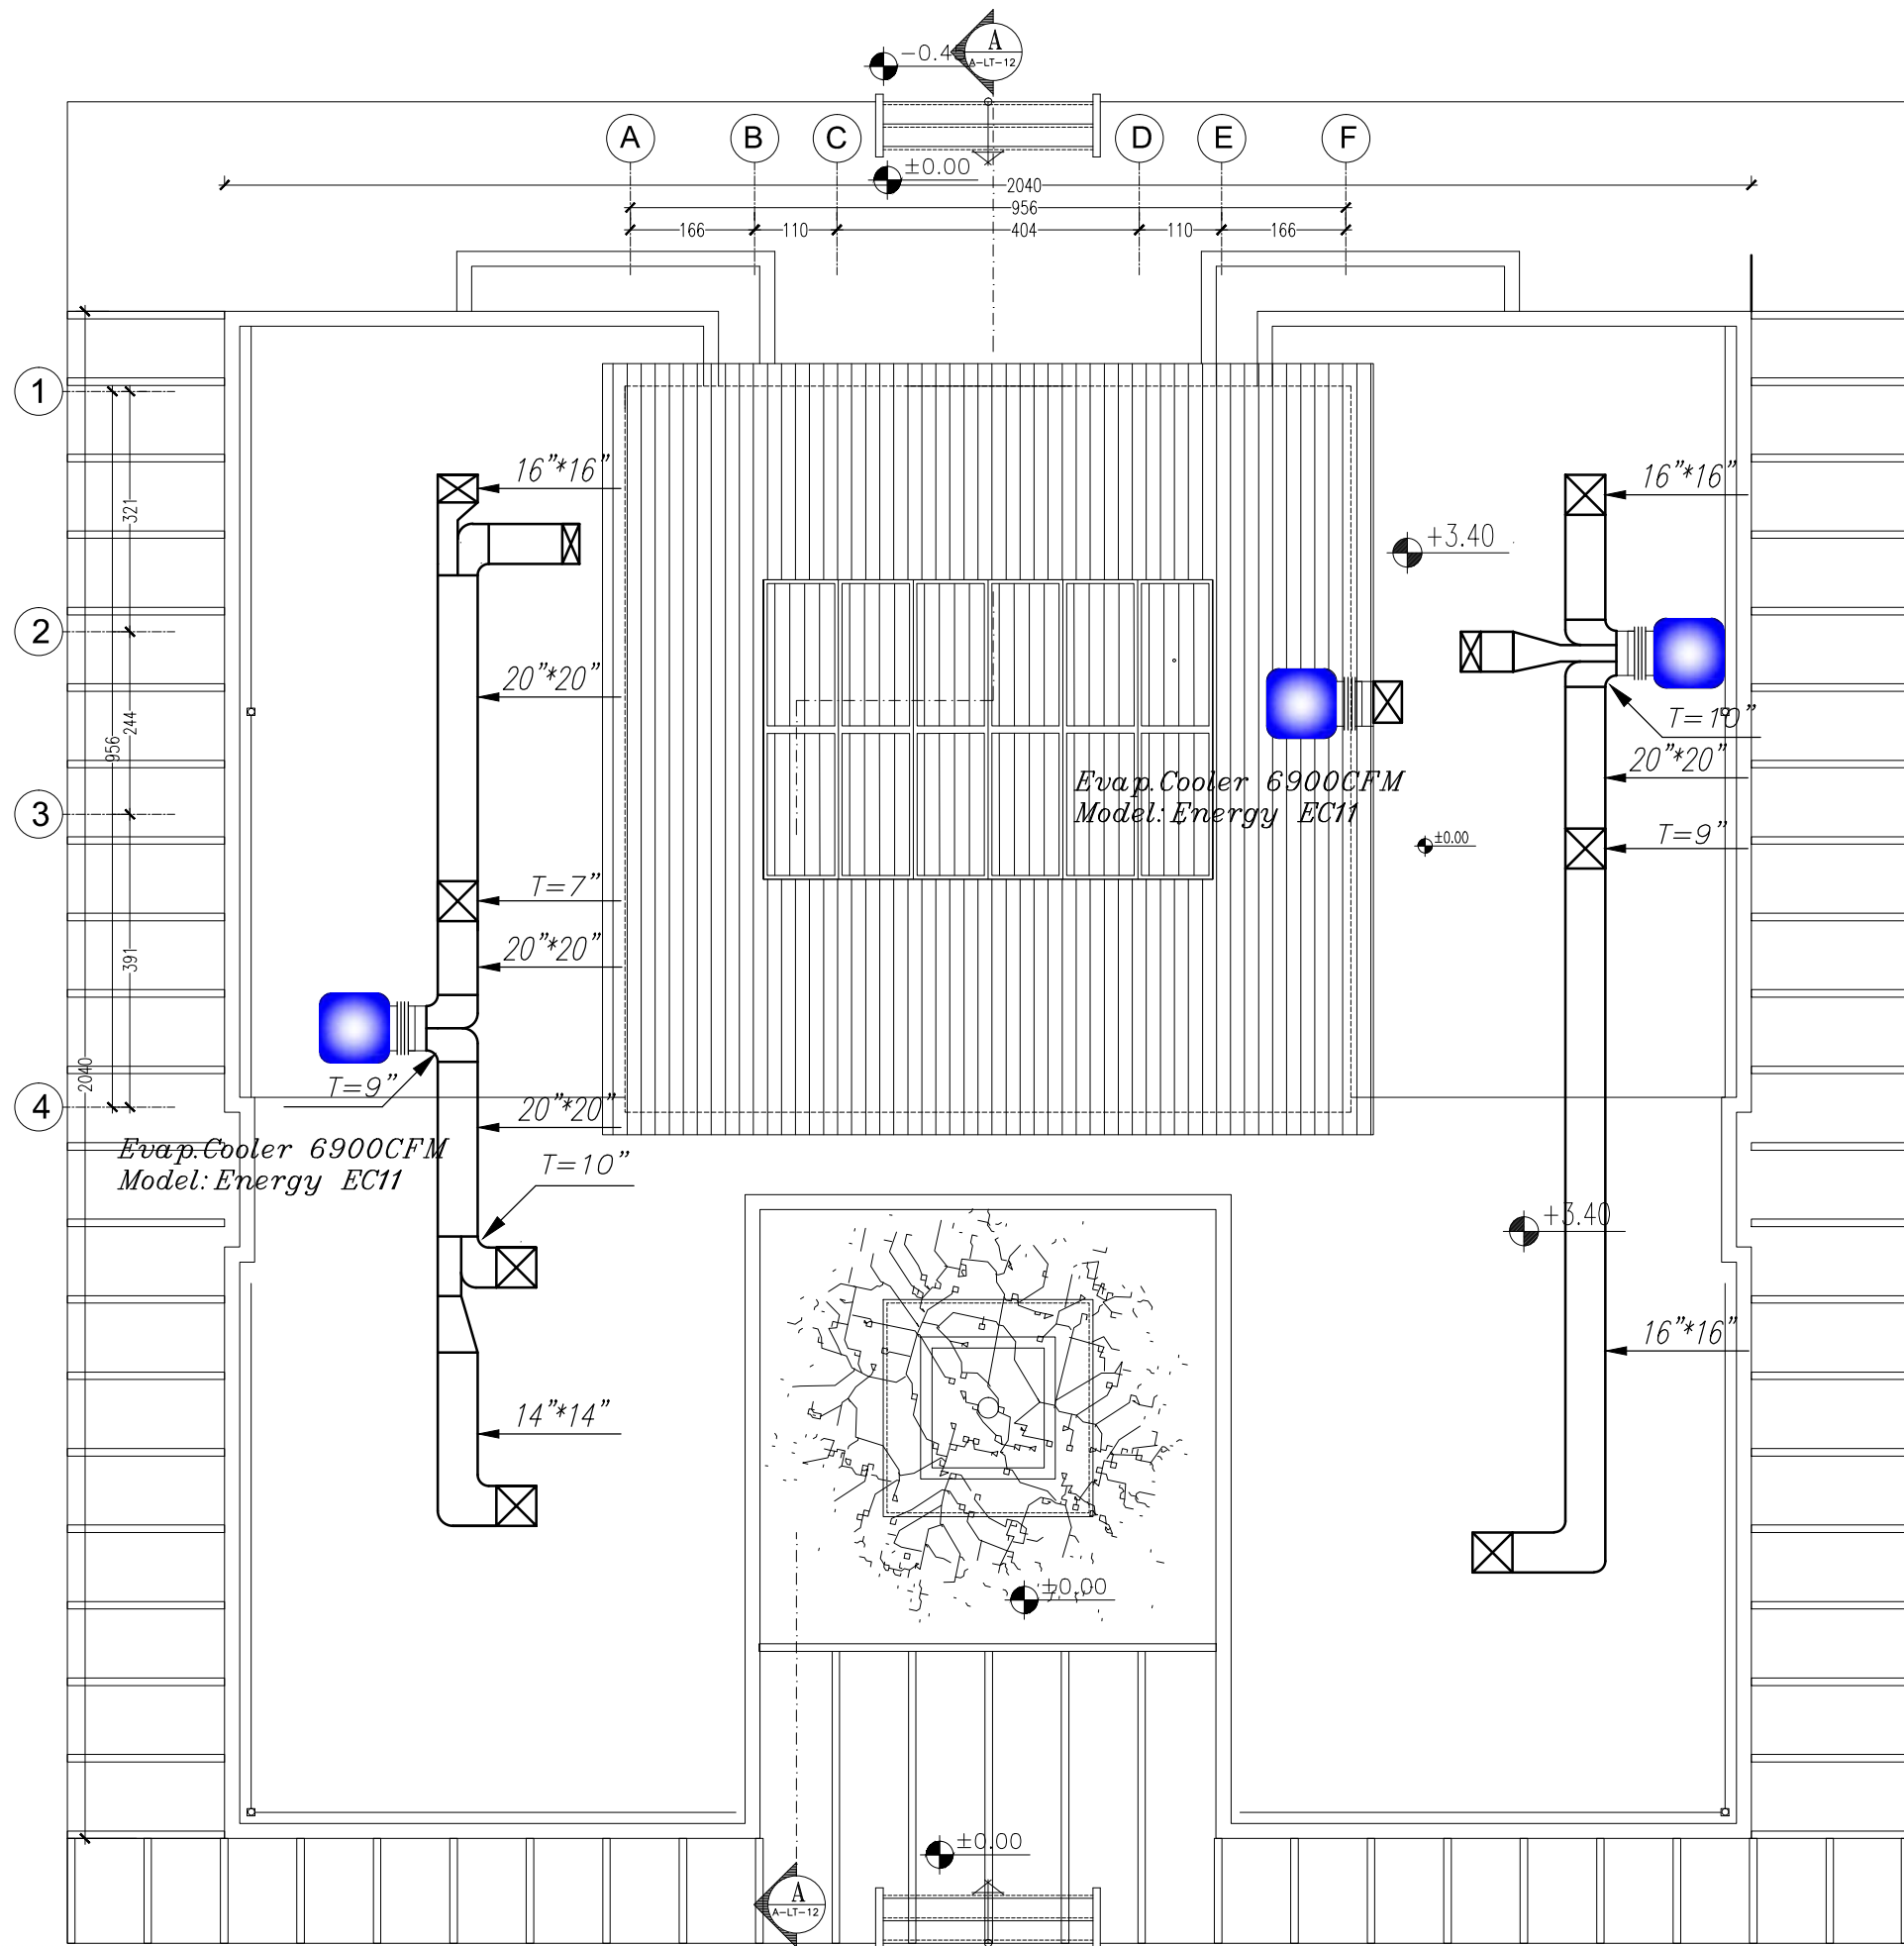 A
A-LT-12
±0.00
A
B
C
D
E
F
2040
956
166
110
404
110
166
1
2
3
4
321
244
956
391
2040
16”*16”
20”*20”
T=7”
20”*20”
T=9”
20”*20”
T=10”
14”*14”
Evap.Cooler 6900CFM
Model: Energy EC11
+3.40
Evap.Cooler 6900CFM
Model: Energy EC11
±0.00
16”*16”
T=10”
20”*20”
T=9”
+3.40
16”*16”
±0.00
±0.00
A
A-LT-12